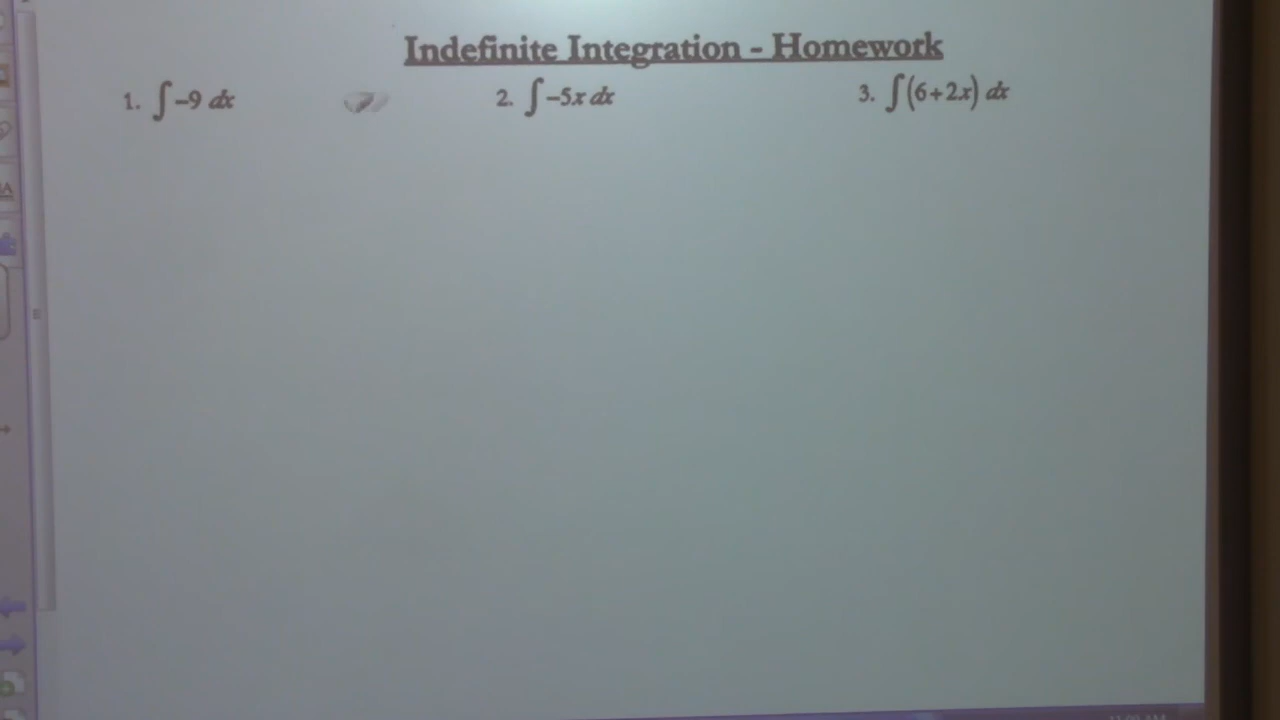 Indefinite Integration - Homework
1. ∫-9 dx 2. ∫-5x dx 3. ∫(6+2x) dx
A